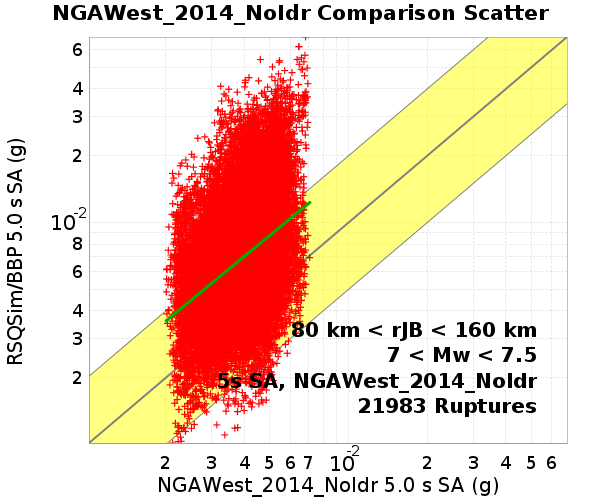 NGAWest_2014_NoIdr Comparison Scatter
6
4
3
2
10-2
8
6
4
3
2
RSQSim/BBP 5.0 s SA (g)
80 km < rJB < 160 km
7 < Mw < 7.5
5s SA, NGAWest_2014_NoIdr
21983 Ruptures
2 3 4 5 6 7 10-2 2 3 4 5 6
NGAWest_2014_NoIdr 5.0 s SA (g)